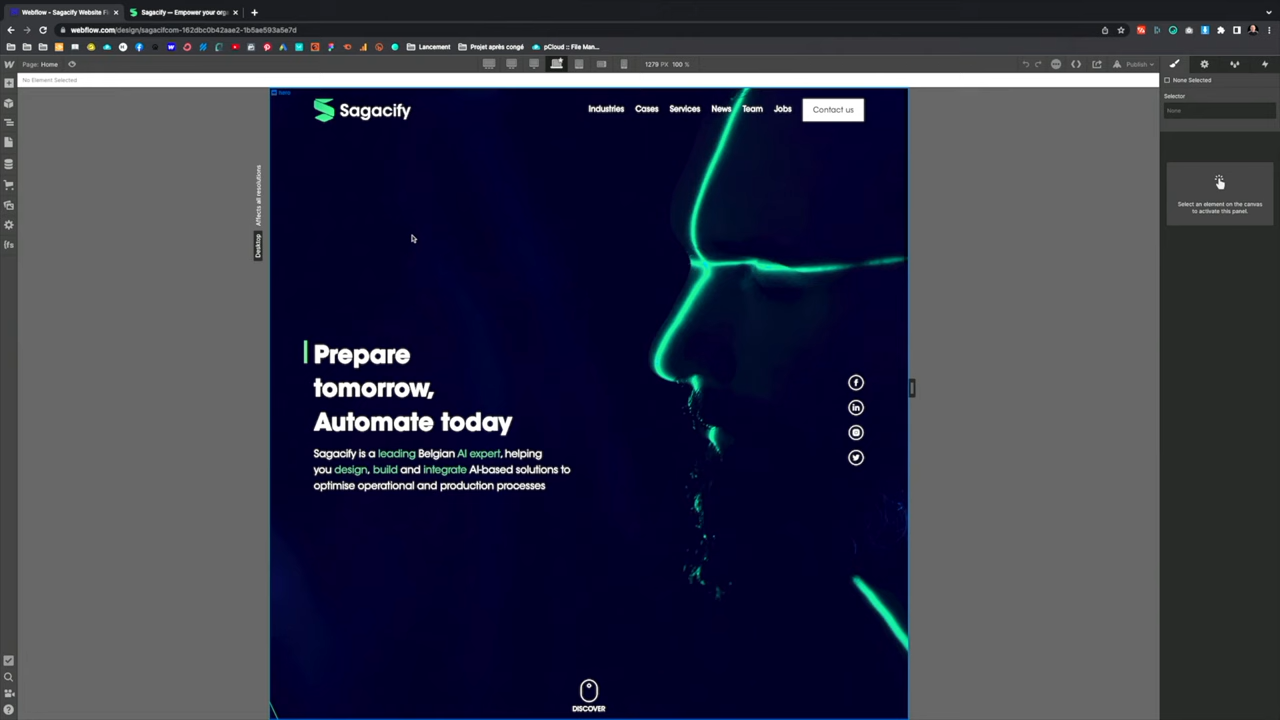 Webflow - Sagacify Website F
Sagacify — Empower your org
webflow.com/design/sagacifcom-162dbc0b42aae2-1b5ae593a5e7d
Lancement
Projet après congé
pCloud :: File Man...
Page: Home
1279 PX 100 %
Publish
No Element Selected
None Selected
Selector
None
Select an element on the canvas
to activate this panel.
Affects all resolutions
Desktop
Sagacify
Industries Cases Services News Team Jobs Contact us
Prepare
tomorrow,
Automate today
Sagacify is a leading Belgian AI expert, helping
you design, build and integrate AI-based solutions to
optimise operational and production processes
DISCOVER